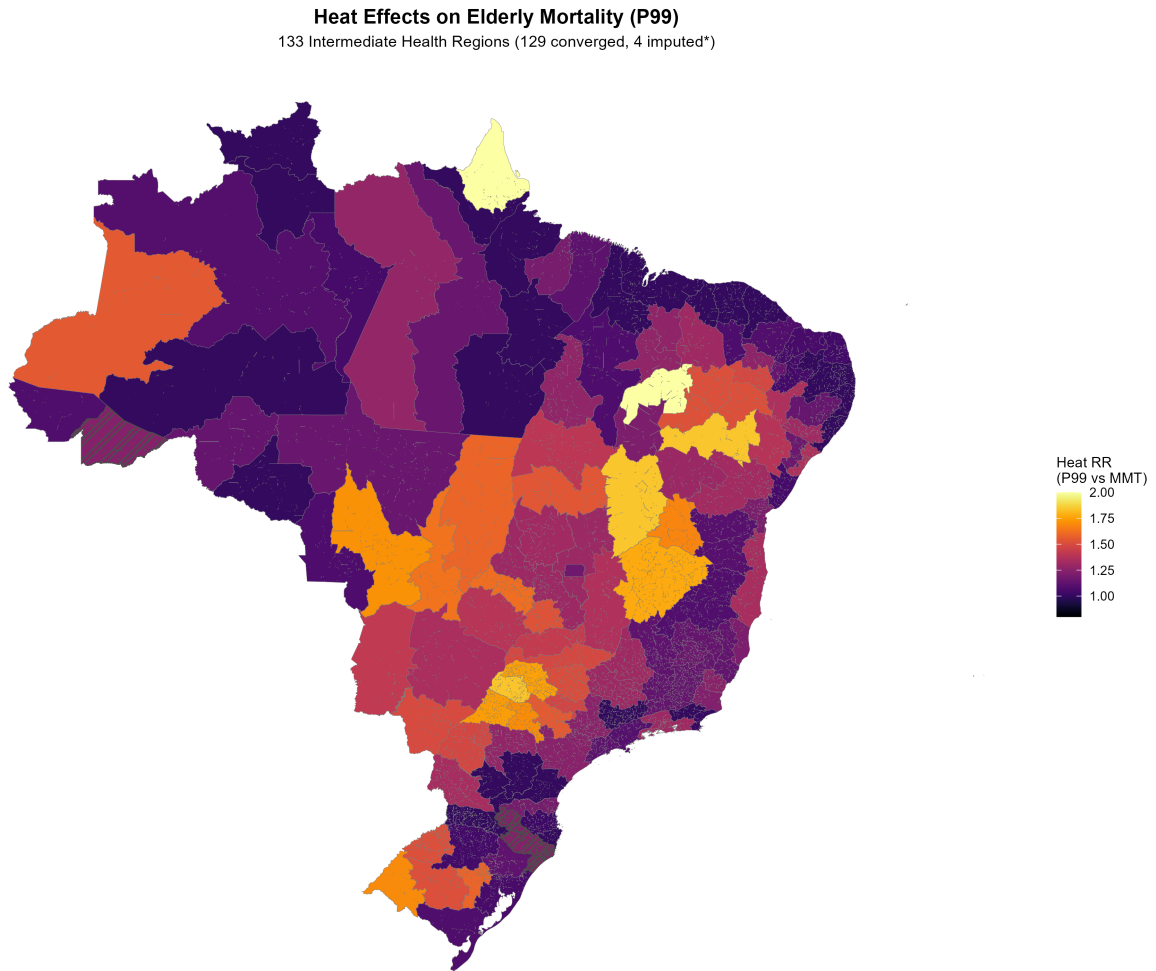 Heat Effects on Elderly Mortality (P99)
133 Intermediate Health Regions (129 converged, 4 imputed*)
Heat RR
(P99 vs MMT)
2.00
1.75
1.50
1.25
1.00